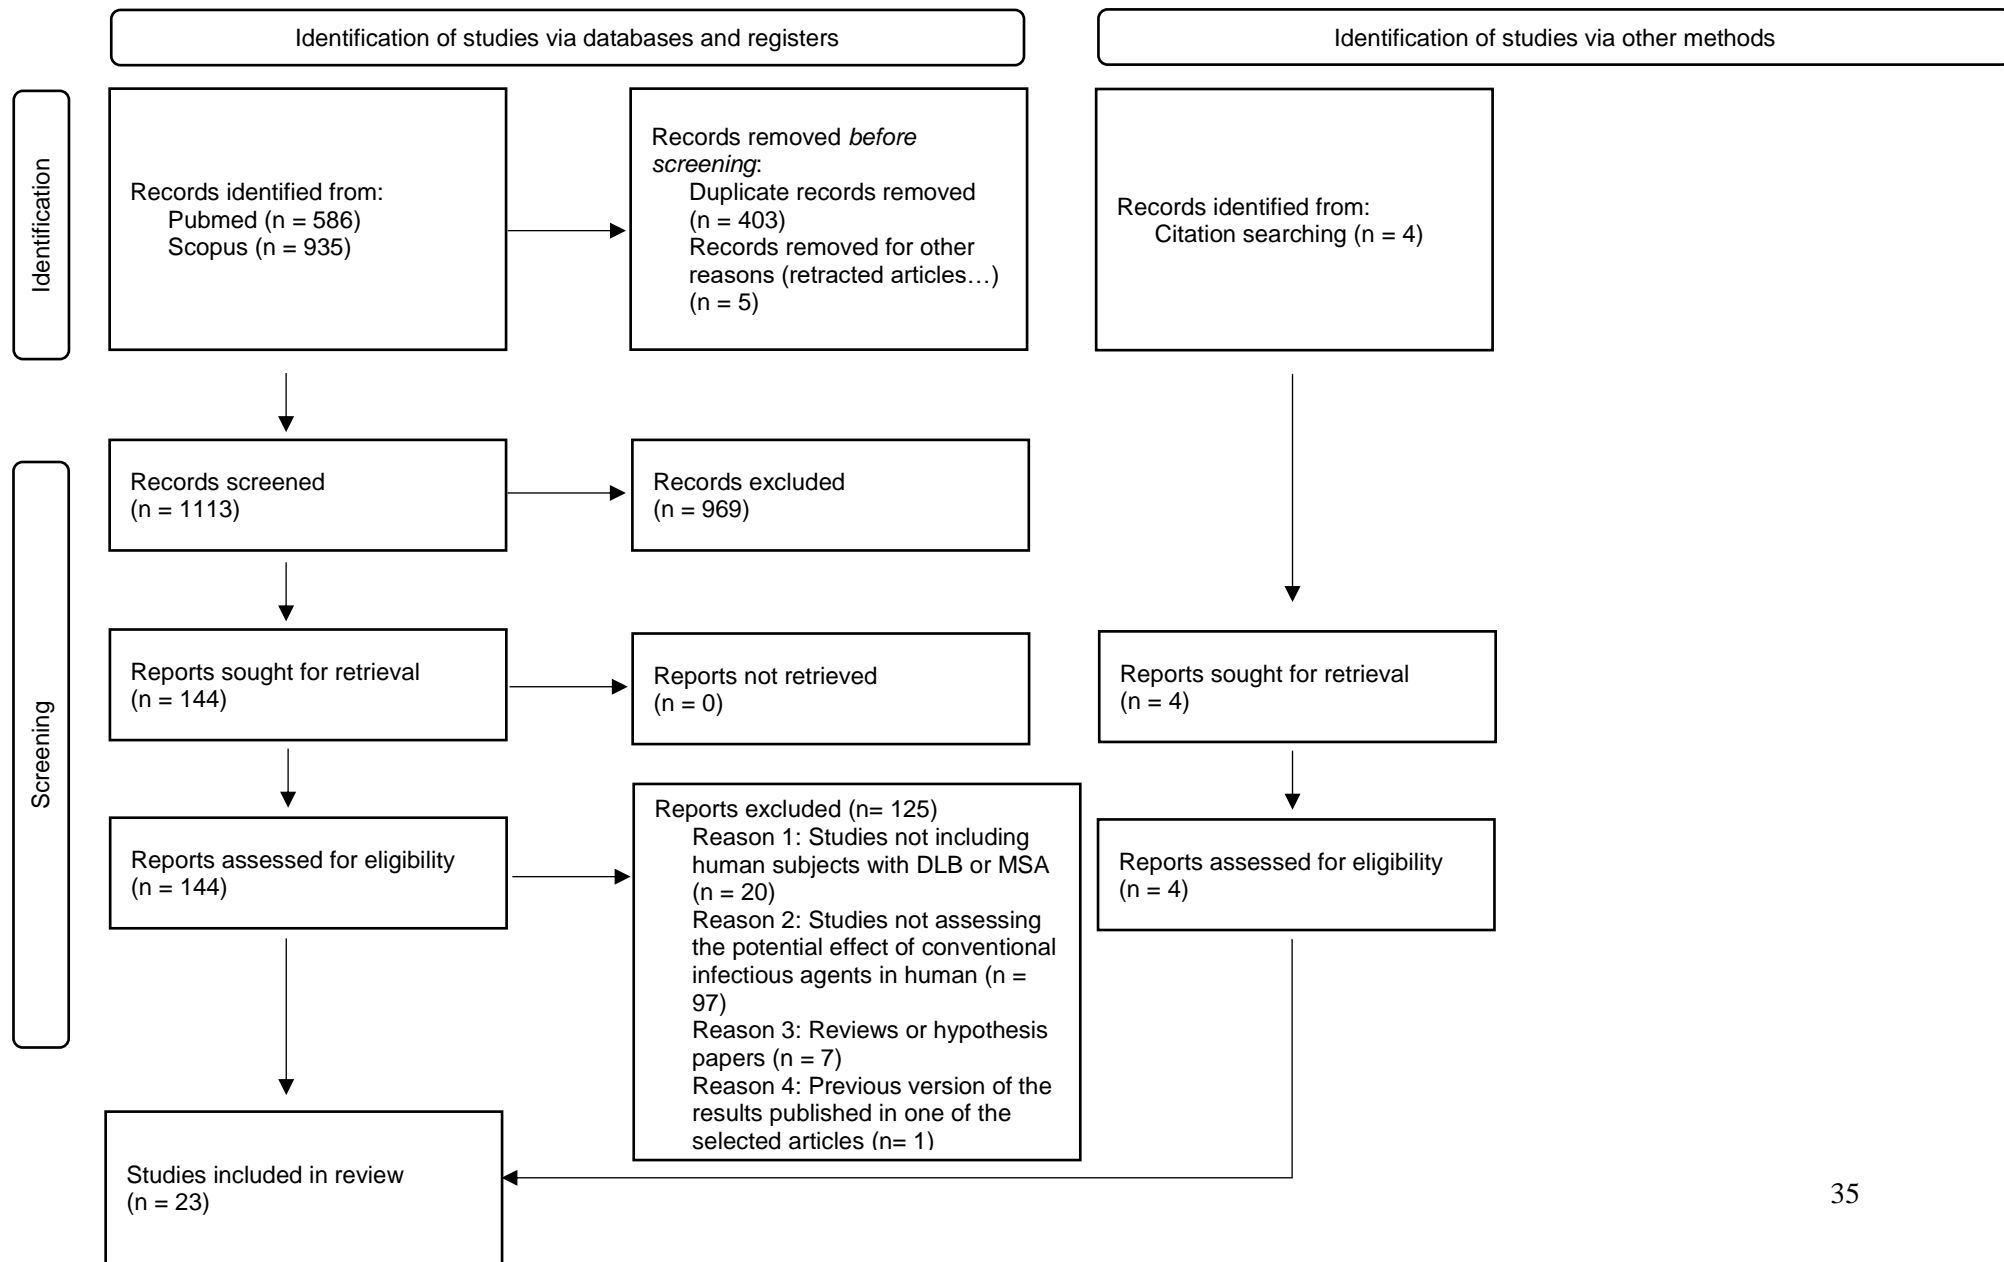 Identification of studies via databases and registers
Identification of studies via other methods
Identification
Records identified from:
Pubmed (n = 586)
Scopus (n = 935)
Records removed before
screening:
Duplicate records removed
(n = 403)
Records removed for other
reasons (retracted articles…)
(n = 5)
Records identified from:
Citation searching (n = 4)
Screening
Records screened
(n = 1113)
Records excluded
(n = 969)
Reports sought for retrieval
(n = 144)
Reports not retrieved
(n = 0)
Reports sought for retrieval
(n = 4)
Reports assessed for eligibility
(n = 144)
Reports excluded (n= 125)
Reason 1: Studies not including
human subjects with DLB or MSA
(n = 20)
Reason 2: Studies not assessing
the potential effect of conventional
infectious agents in human (n =
97)
Reason 3: Reviews or hypothesis
papers (n = 7)
Reason 4: Previous version of the
results published in one of the
selected articles (n= 1)
Reports assessed for eligibility
(n = 4)
Studies included in review
(n = 23)
35